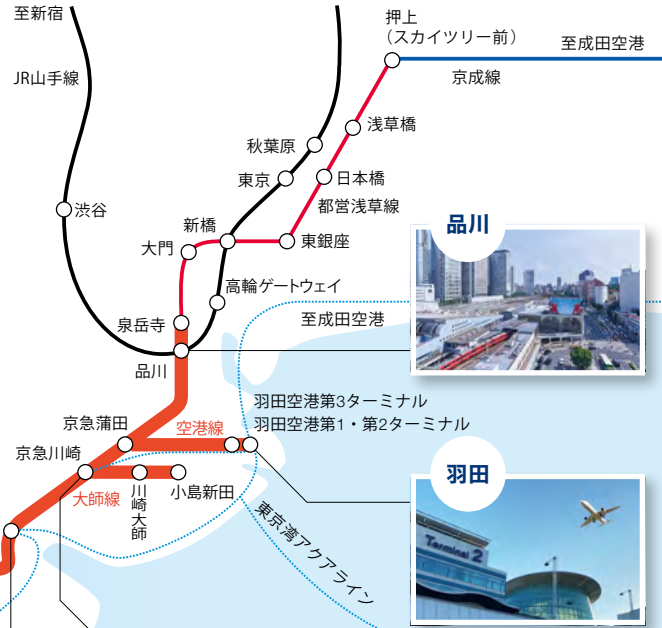 至新宿
押上
（スカイツリー前）
至成田空港
JR山手線
京成線
浅草橋
秋葉原
東京
日本橋
渋谷
都営浅草線
新橋
品川
大門
東銀座
高輪ゲートウェイ
泉岳寺
至成田空港
品川
羽田空港第3ターミナル
京急蒲田
空港線
羽田空港第1・第2ターミナル
京急川崎
羽田
大師線
川崎大師
小島新田
東京湾アクアライン
Terminal 2